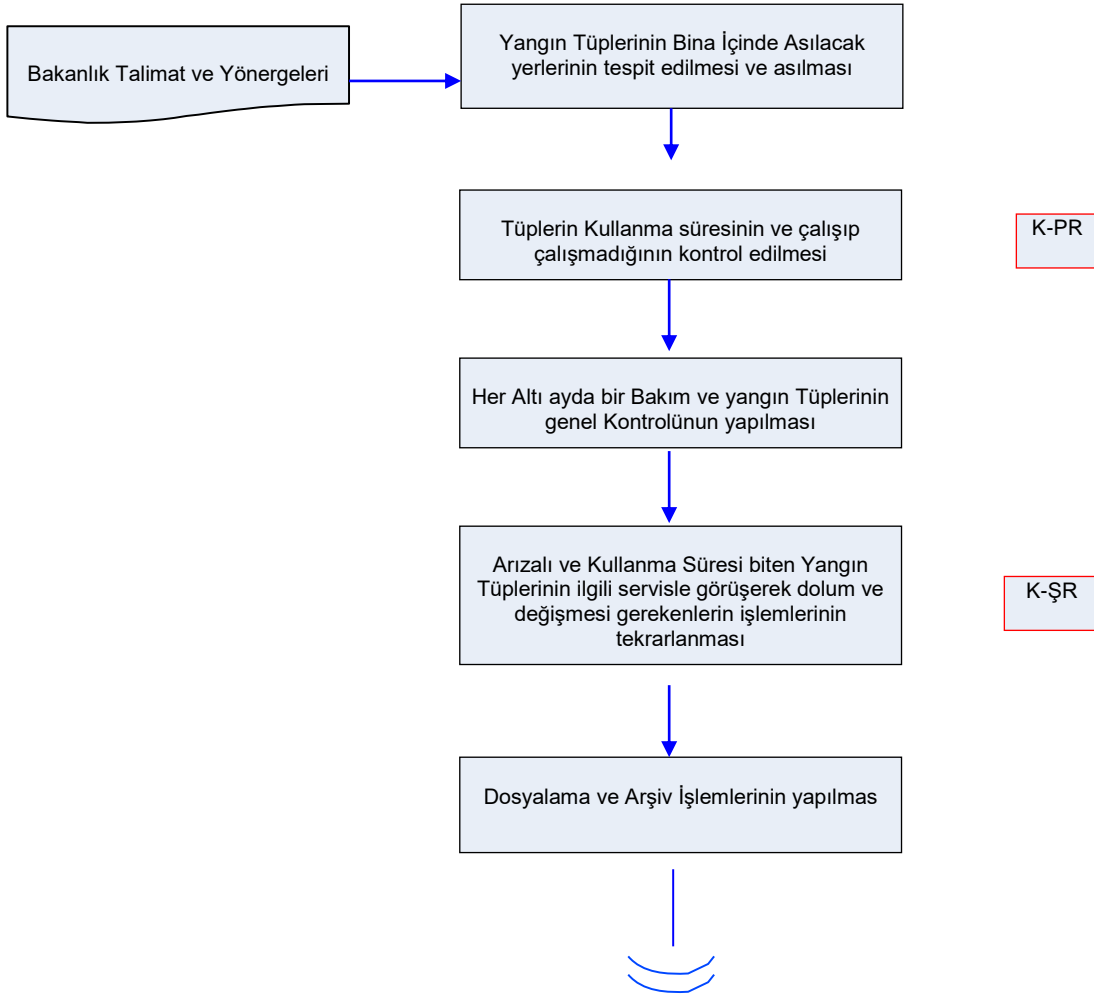 Bakanlık Talimat ve Yönergeleri
Yangın Tüplerinin Bina İçinde Asılacak
yerlerinin tespit edilmesi ve asılması
Tüplerin Kullanma süresinin ve çalışıp
çalışmadığının kontrol edilmesi
K-PR
Her Altı ayda bir Bakım ve yangın Tüplerinin
genel Kontrolünun yapılması
Arızalı ve Kullanma Süresi biten Yangın
Tüplerinin ilgili servisle görüşerek dolum ve
değişmesi gerekenlerin işlemlerinin
tekrarlanması
K-ŞR
Dosyalama ve Arşiv İşlemlerinin yapılmas